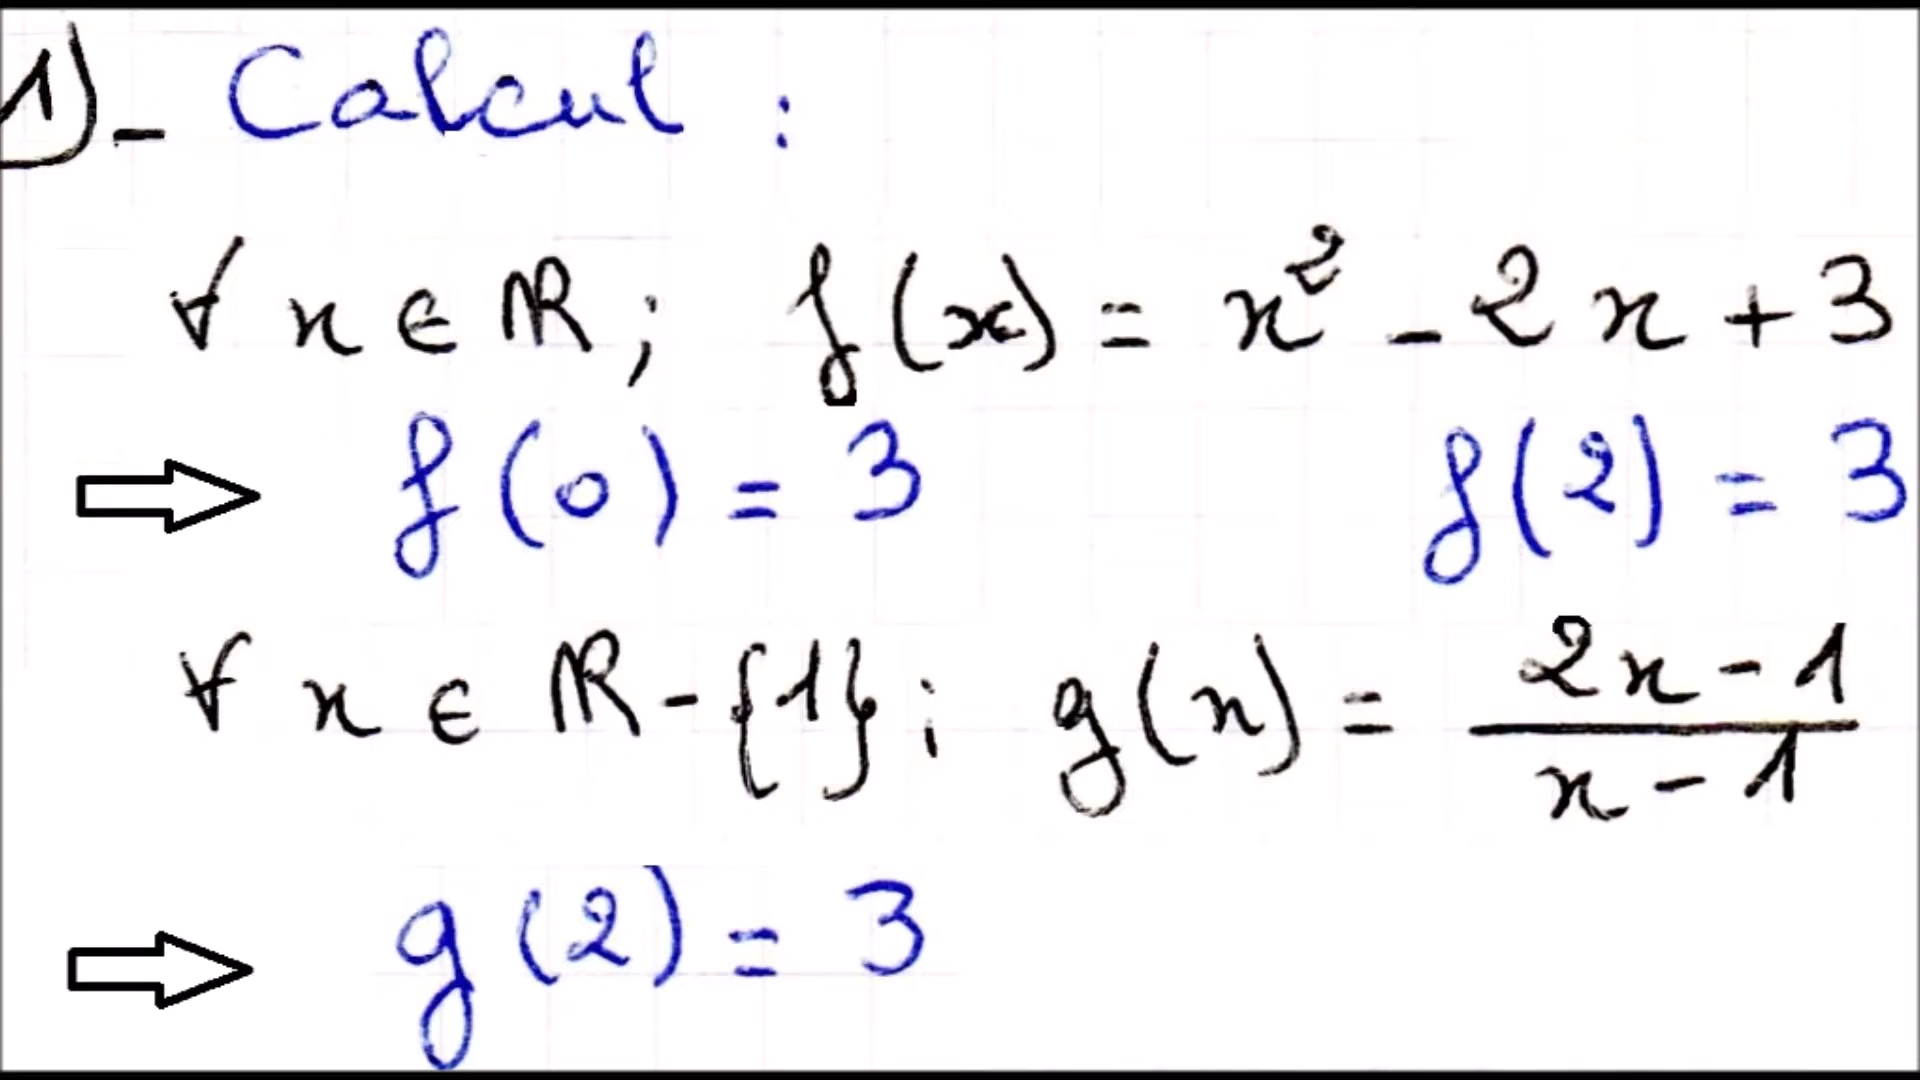 1)- Calcul :
∀ x ∈ ℝ ; f(x) = x² - 2x + 3
⇒ f(0) = 3 f(2) = 3
∀ x ∈ ℝ - {1} ; g(x) = (2x - 1)/(x - 1)
⇒ g(2) = 3